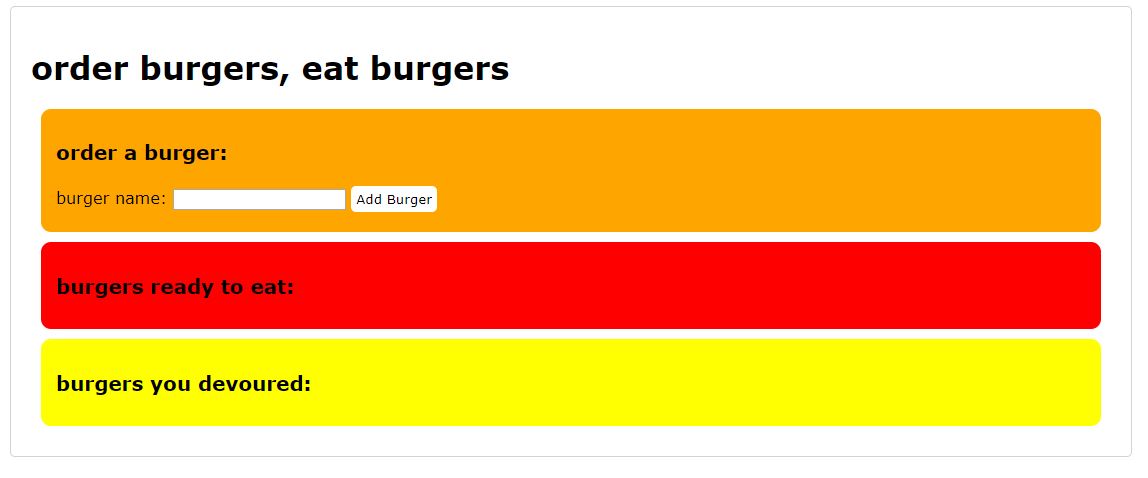 order burgers, eat burgers
order a burger:
burger name: Add Burger
burgers ready to eat:
burgers you devoured: